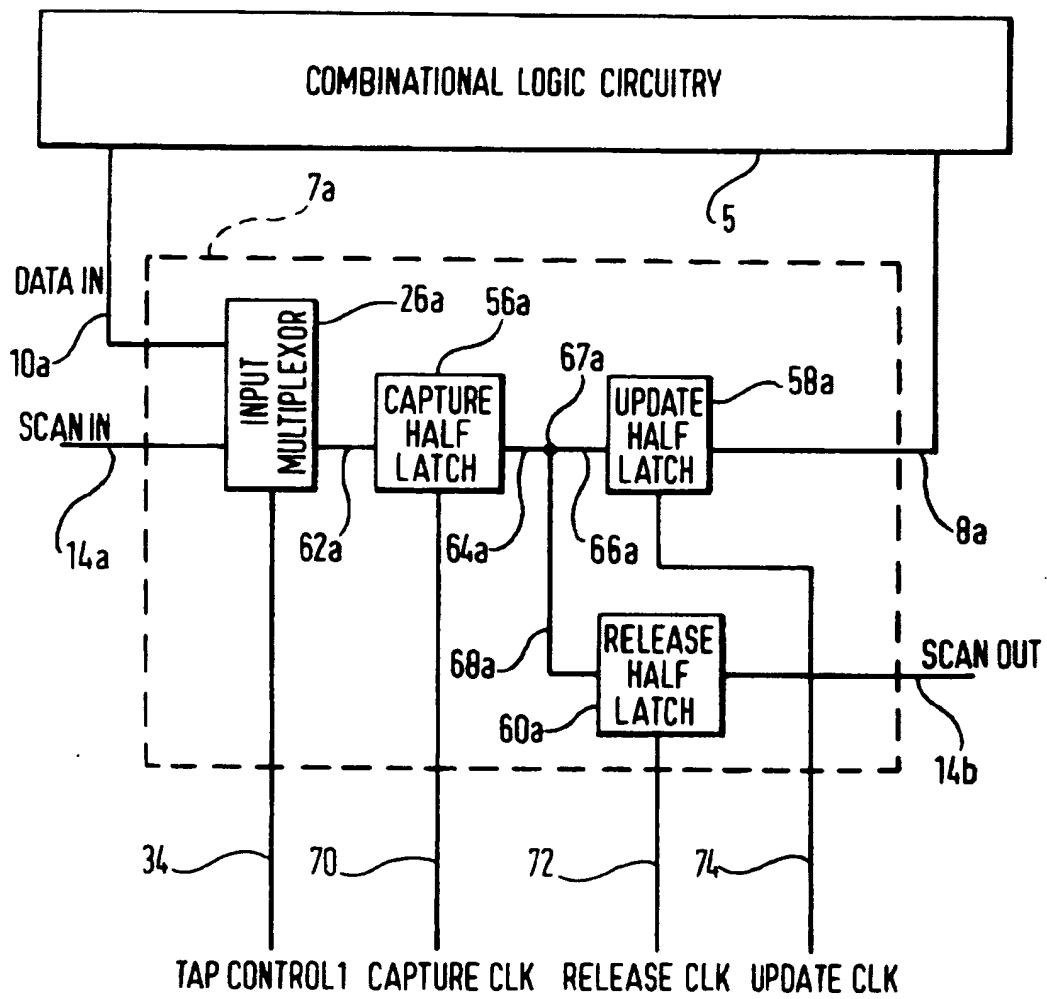 COMBINATIONAL LOGIC CIRCUITRY
7a
5
DATA IN
26a
56a
10a
INPUT
MULTIPLEXOR
67a
58a
CAPTURE
HALF
LATCH
UPDATE
HALF
LATCH
SCAN IN
14a
62a
64a
66a
8a
68a
RELEASE
HALF
LATCH
SCAN OUT
60a
14b
34
70
72
74
TAP CONTROL1 CAPTURE CLK RELEASE CLK UPDATE CLK